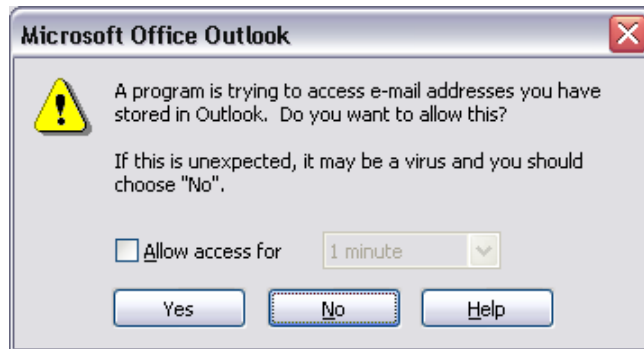 Microsoft Office Outlook
A program is trying to access e-mail addresses you have
stored in Outlook. Do you want to allow this?
If this is unexpected, it may be a virus and you should
choose "No".
Allow access for 1 minute
Yes No Help